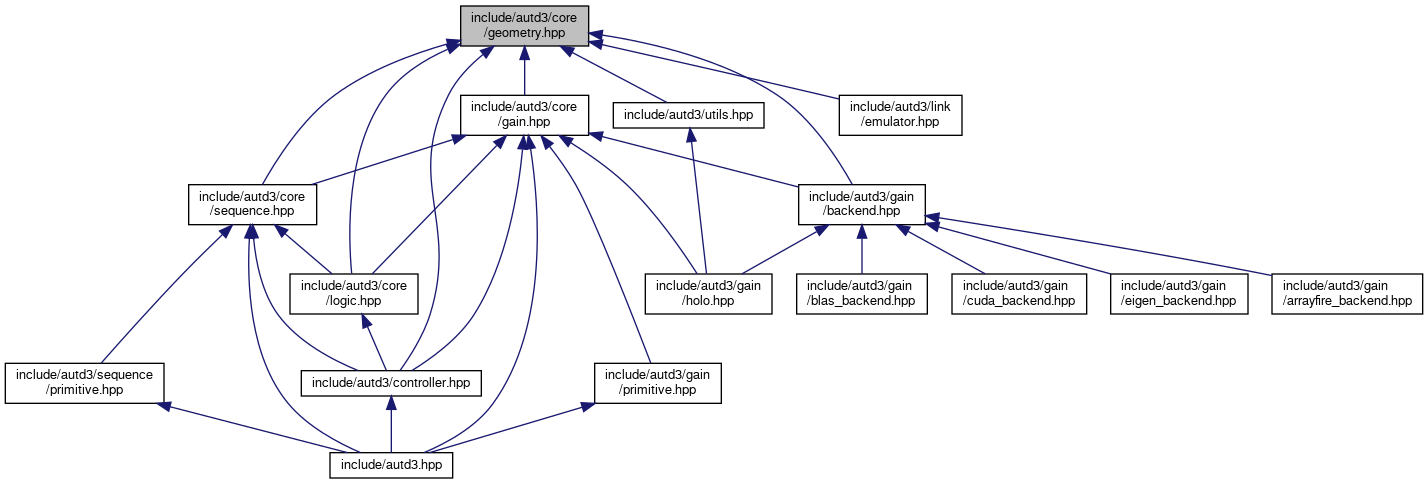 include/autd3/core
/geometry.hpp
include/autd3/core
/gain.hpp
include/autd3/utils.hpp
include/autd3/link
/emulator.hpp
include/autd3/core
/sequence.hpp
include/autd3/gain
/backend.hpp
include/autd3/core
/logic.hpp
include/autd3/gain
/holo.hpp
include/autd3/gain
/blas_backend.hpp
include/autd3/gain
/cuda_backend.hpp
include/autd3/gain
/eigen_backend.hpp
include/autd3/gain
/arrayfire_backend.hpp
include/autd3/sequence
/primitive.hpp
include/autd3/controller.hpp
include/autd3/gain
/primitive.hpp
include/autd3.hpp